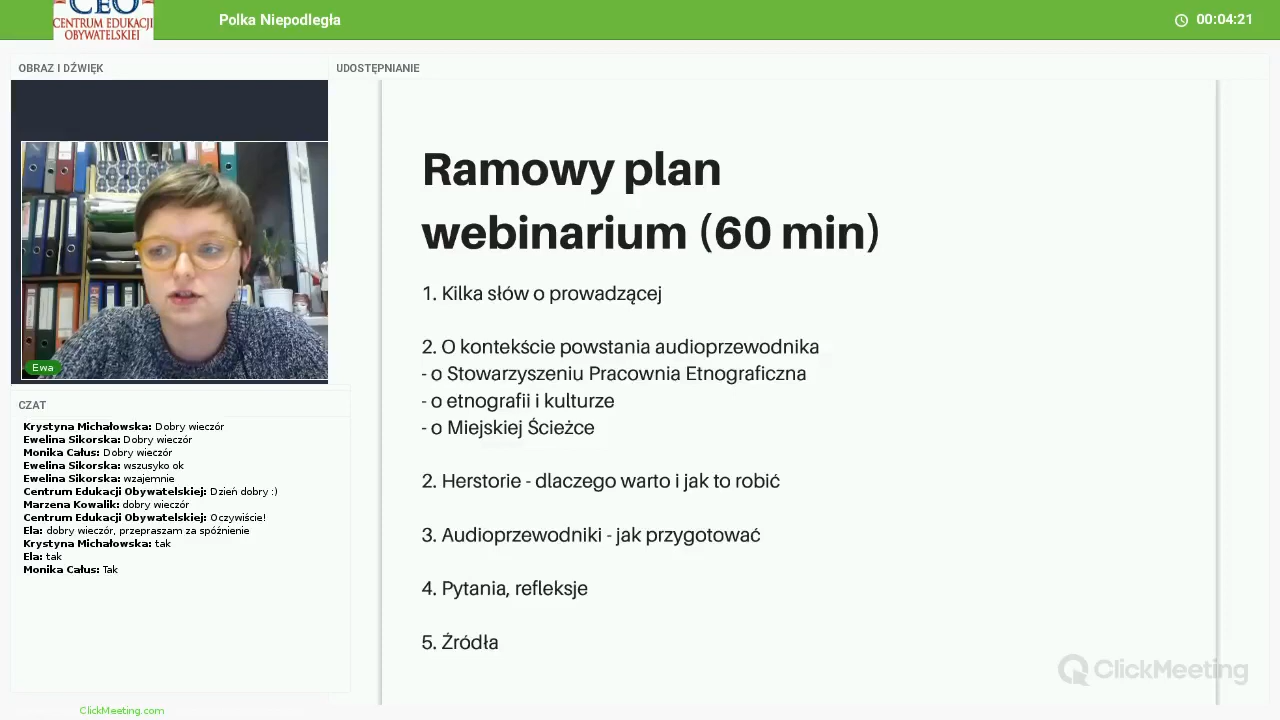 CEO
CENTRUM EDUKACJI
OBYWATELSKIEJ
Polka Niepodległa
00:04:21
OBRAZ I DŹWIĘK
UDOSTĘPNIANIE
Ewa
CZAT
Krystyna Michałowska: Dobry wieczór
Ewelina Sikorska: Dobry wieczór
Monika Całus: Dobry wieczór
Ewelina Sikorska: wszusyko ok
Ewelina Sikorska: wzajemnie
Centrum Edukacji Obywatelskiej: Dzień dobry :)
Marzena Kowalik: dobry wieczór
Centrum Edukacji Obywatelskiej: Oczywiście!
Ela: dobry wieczór, przepraszam za spóźnienie
Krystyna Michałowska: tak
Ela: tak
Monika Całus: Tak
Ramowy plan
webinarium (60 min)
1. Kilka słów o prowadzącej
2. O kontekście powstania audioprzewodnika
- o Stowarzyszeniu Pracownia Etnograficzna
- o etnografii i kulturze
- o Miejskiej Ścieżce
2. Herstorie - dlaczego warto i jak to robić
3. Audioprzewodniki - jak przygotować
4. Pytania, refleksje
5. Źródła
ClickMeeting
ClickMeeting.com